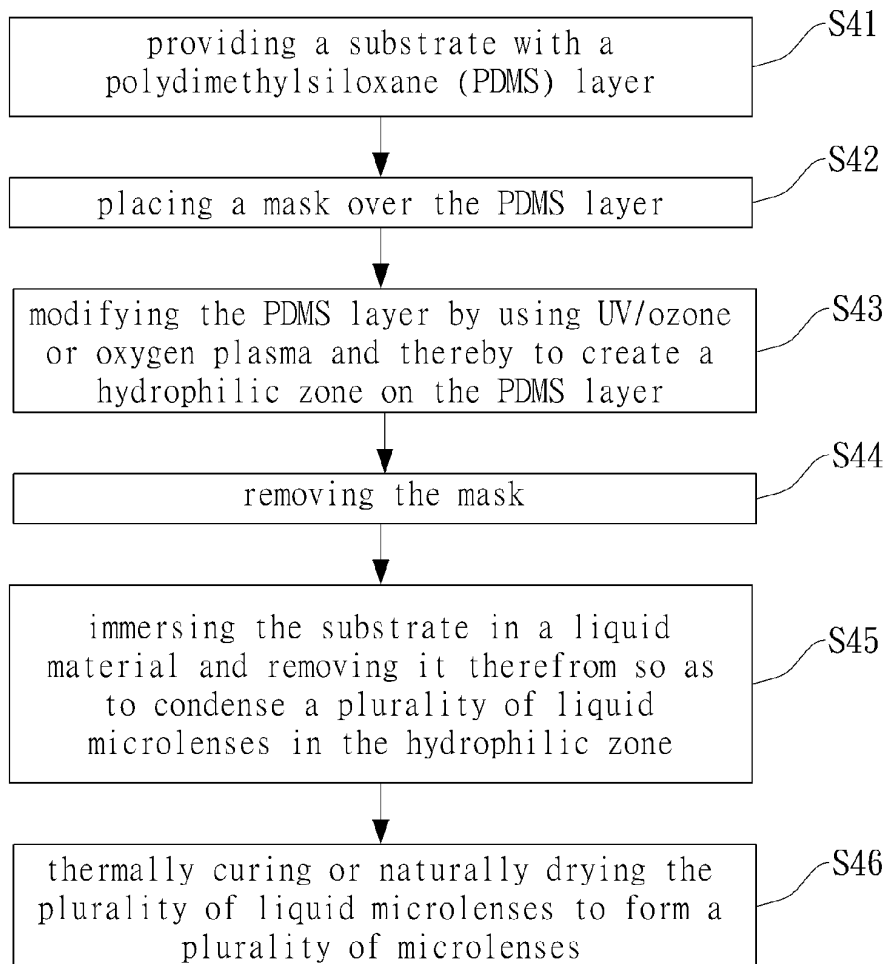 providing a substrate with a
polydimethylsiloxane (PDMS) layer
S41
placing a mask over the PDMS layer
S42
modifying the PDMS layer by using UV/ozone
or oxygen plasma and thereby to create a
hydrophilic zone on the PDMS layer
S43
removing the mask
S44
immersing the substrate in a liquid
material and removing it therefrom so as
to condense a plurality of liquid
microlenses in the hydrophilic zone
S45
thermally curing or naturally drying the
plurality of liquid microlenses to form a
plurality of microlenses
S46